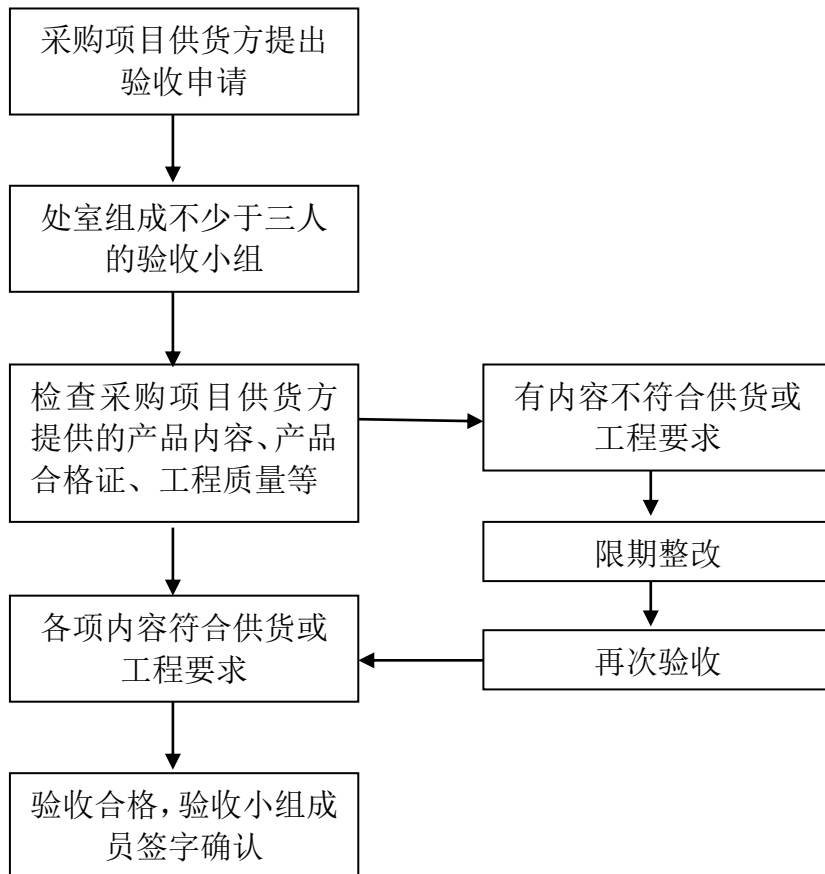 采购项目供货方提出
验收申请
处室组成不少于三人
的验收小组
检查采购项目供货方
提供的产品内容、产品
合格证、工程质量等
有内容不符合供货或
工程要求
限期整改
再次验收
各项内容符合供货或
工程要求
验收合格，验收小组成
员签字确认